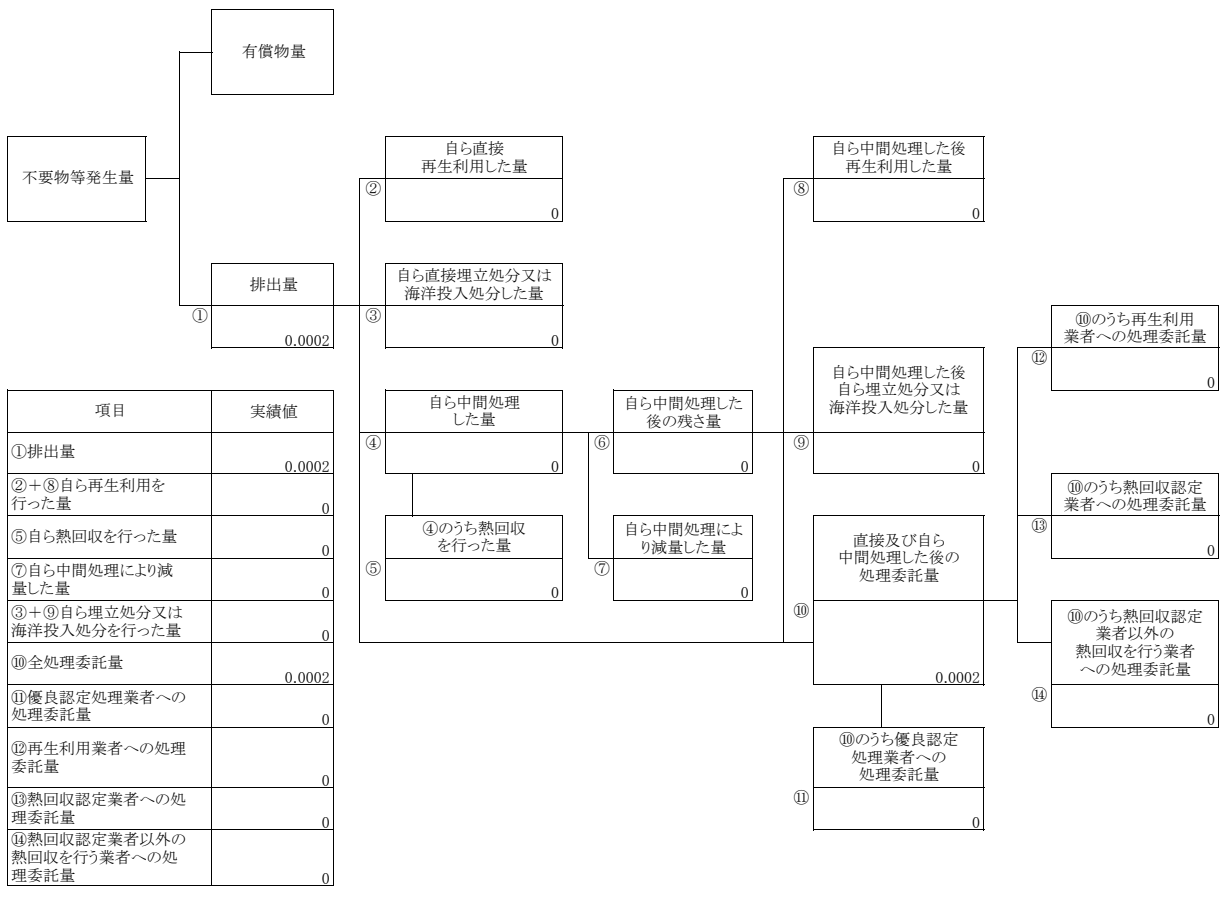 有償物量
不要物等発生量
排出量
①
0.0002
自ら直接
再生利用した量
②
0
自ら直接埋立処分又は
海洋投入処分した量
③
0
自ら中間処理
した量
④
0
④のうち熱回収
を行った量
⑤
0
自ら中間処理した
後の残さ量
⑥
0
自ら中間処理によ
り減量した量
⑦
0
自ら中間処理した後
再生利用した量
⑧
0
自ら中間処理した後
自ら埋立処分又は
海洋投入処分した量
⑨
0
直接及び自ら
中間処理した後の
処理委託量
⑩
0.0002
⑩のうち優良認定
処理業者への
処理委託量
⑪
0
⑩のうち再生利用
業者への処理委託量
⑫
0
⑩のうち熱回収認定
業者への処理委託量
⑬
0
⑩のうち熱回収認定
業者以外の
熱回収を行う業者
への処理委託量
⑭
0
項目 実績値
①排出量
0.0002
②＋⑧自ら再生利用を
行った量
0
⑤自ら熱回収を行った量
0
⑦自ら中間処理により減
量した量
0
③＋⑨自ら埋立処分又は
海洋投入処分を行った量
0
⑩全処理委託量
0.0002
⑪優良認定処理業者への
処理委託量
0
⑫再生利用業者への処理
委託量
0
⑬熱回収認定業者への処
理委託量
0
⑭熱回収認定業者以外の
熱回収を行う業者への処
理委託量
0